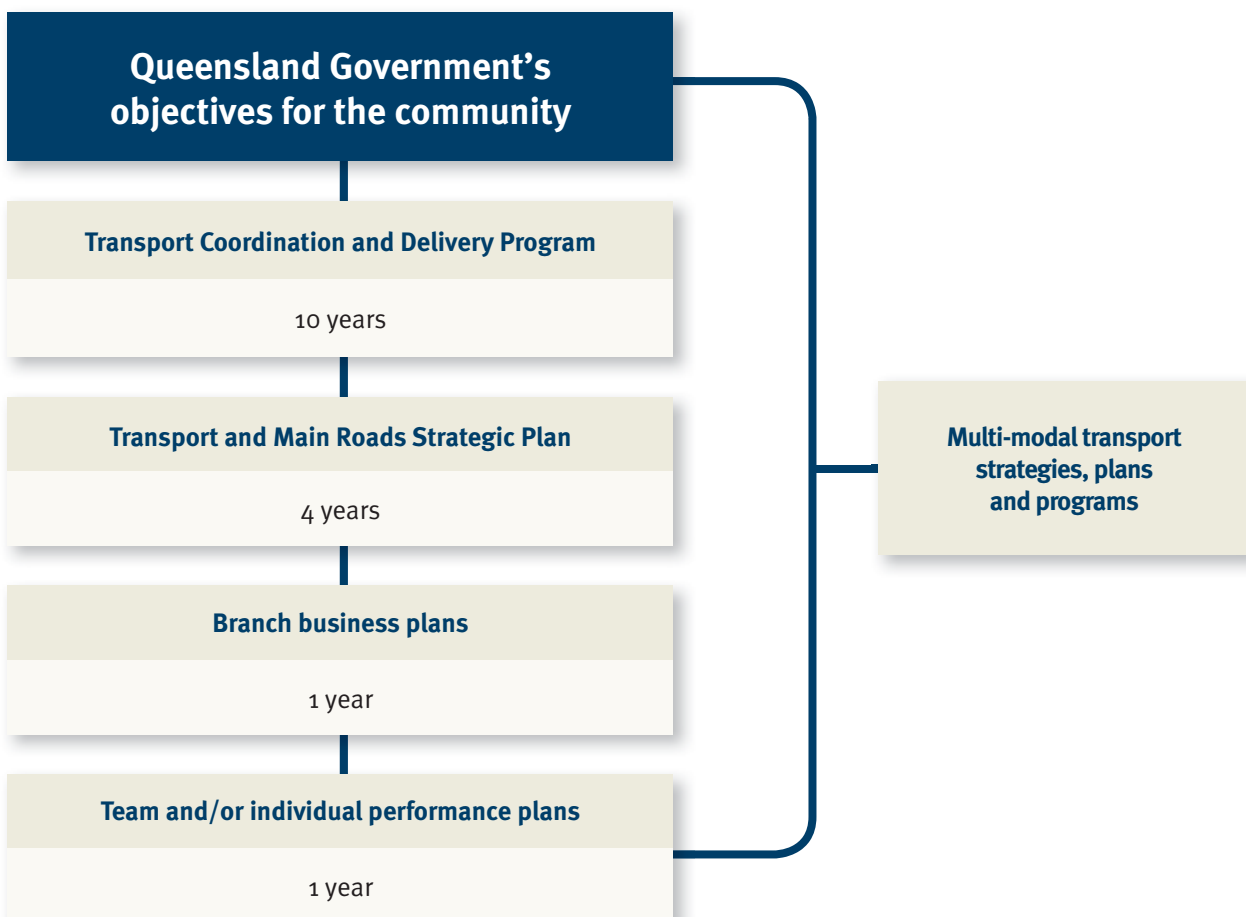 Queensland Government’s
objectives for the community
Transport Coordination and Delivery Program
10 years
Transport and Main Roads Strategic Plan
4 years
Branch business plans
1 year
Team and/or individual performance plans
1 year
Multi-modal transport
strategies, plans
and programs